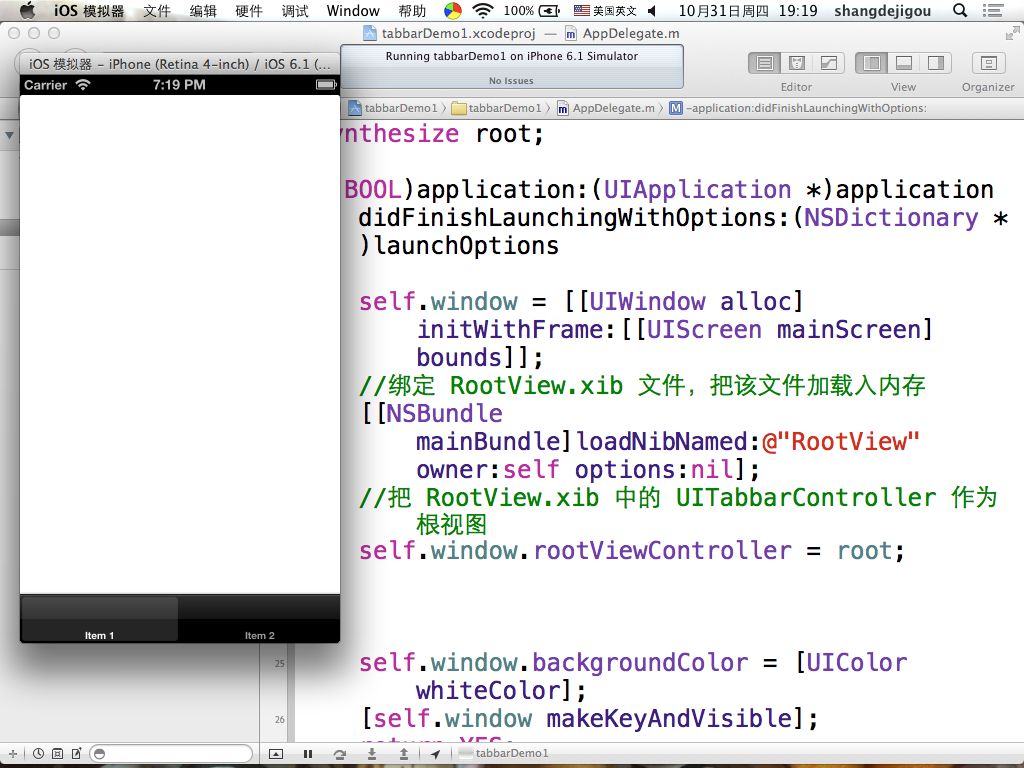 iOS 模拟器 文件 编辑 硬件 调试 Window 帮助 100% 美国英文 10月31日周四 19:19 shangdejigou
tabbarDemo1.xcodeproj — AppDelegate.m
iOS 模拟器 – iPhone (Retina 4-inch) / iOS 6.1 (...
Running tabbarDemo1 on iPhone 6.1 Simulator
No Issues
Editor View Organizer
Carrier 7:19 PM
tabbarDemo1 tabbarDemo1 AppDelegate.m M -application:didFinishLaunchingWithOptions:
nthesize root;
BOOL)application:(UIApplication *)application
didFinishLaunchingWithOptions:(NSDictionary *
)launchOptions
self.window = [[UIWindow alloc]
initWithFrame:[[UIScreen mainScreen]
bounds]];
//绑定 RootView.xib 文件，把该文件加载入内存
[[NSBundle
mainBundle]loadNibNamed:@"RootView"
owner:self options:nil];
//把 RootView.xib 中的 UITabbarController 作为
根视图
self.window.rootViewController = root;
Item 1 Item 2
25 self.window.backgroundColor = [UIColor
whiteColor];
26 [self.window makeKeyAndVisible];
return YES;
tabbarDemo1